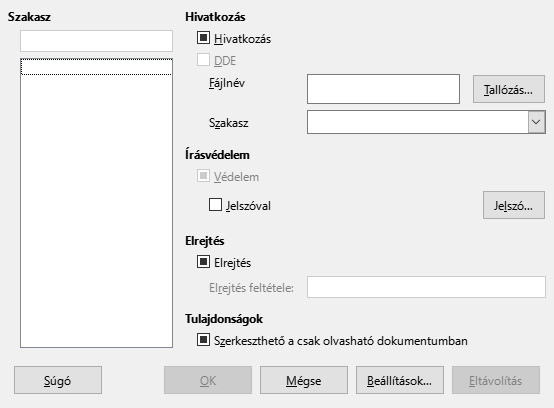 Szakasz
Hivatkozás
Hivatkozás
DDE
Fájlnév
Tallózás...
Szakasz
Írásvédelem
Védelem
Jelszóval
Jelszó...
Elrejtés
Elrejtés
Elrejtés feltétele:
Tulajdonságok
Szerkeszthető a csak olvasható dokumentumban
Súgó
OK
Mégse
Beállítások...
Eltávolítás